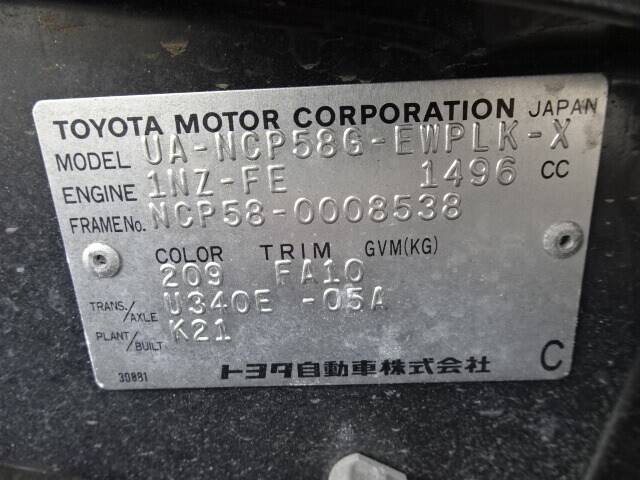 TOYOTA MOTOR CORPORATION JAPAN
MODEL UA-NCP58G-EWPLK-X
ENGINE 1NZ-FE 1496 CC
FRAME No. NCP58-0008538
COLOR TRIM GVM(KG)
209 FA10
TRANS./AXLE U340E -05A
PLANT/BUILT K21
30881 トヨタ自動車株式会社 C